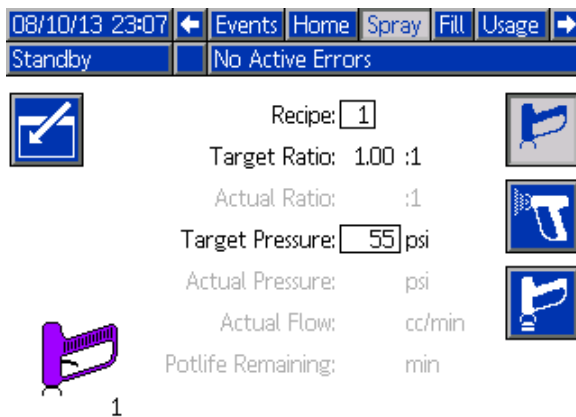 08/10/13 23:07 Events Home Spray Fill Usage
Standby No Active Errors
Recipe: 1
Target Ratio: 1.00 :1
Actual Ratio: :1
Target Pressure: 55 psi
Actual Pressure: psi
Actual Flow: cc/min
Potlife Remaining: min
1